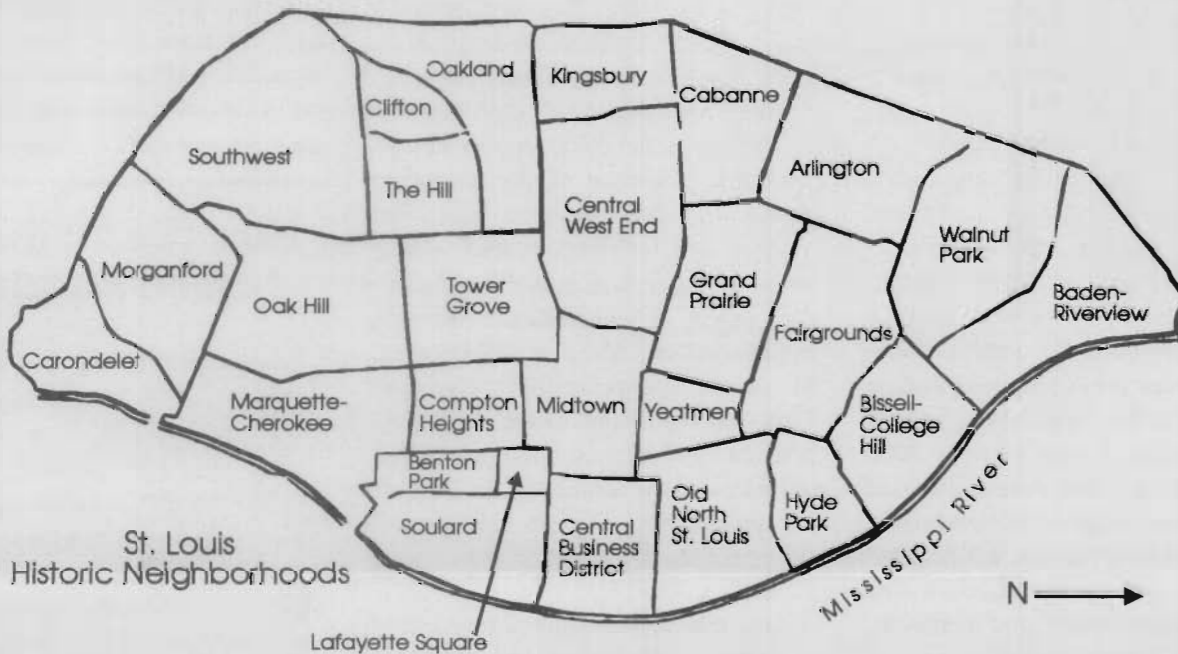 Oakland
Kingsbury
Cabanne
Clifton
Southwest
The Hill
Arlington
Central
West End
Walnut
Park
Morganford
Oak Hill
Tower
Grove
Grand
Prairie
Baden-
Riverview
Fairgrounds
Carondelet
Marquette-
Cherokee
Compton
Heights
Midtown
Yeatmen
Bissell-
College
Hill
Benton
Park
Soulard
Central
Business
District
Old
North
St. Louis
Hyde
Park
Mississippi River
St. Louis
Historic Neighborhoods
N
Lafayette Square